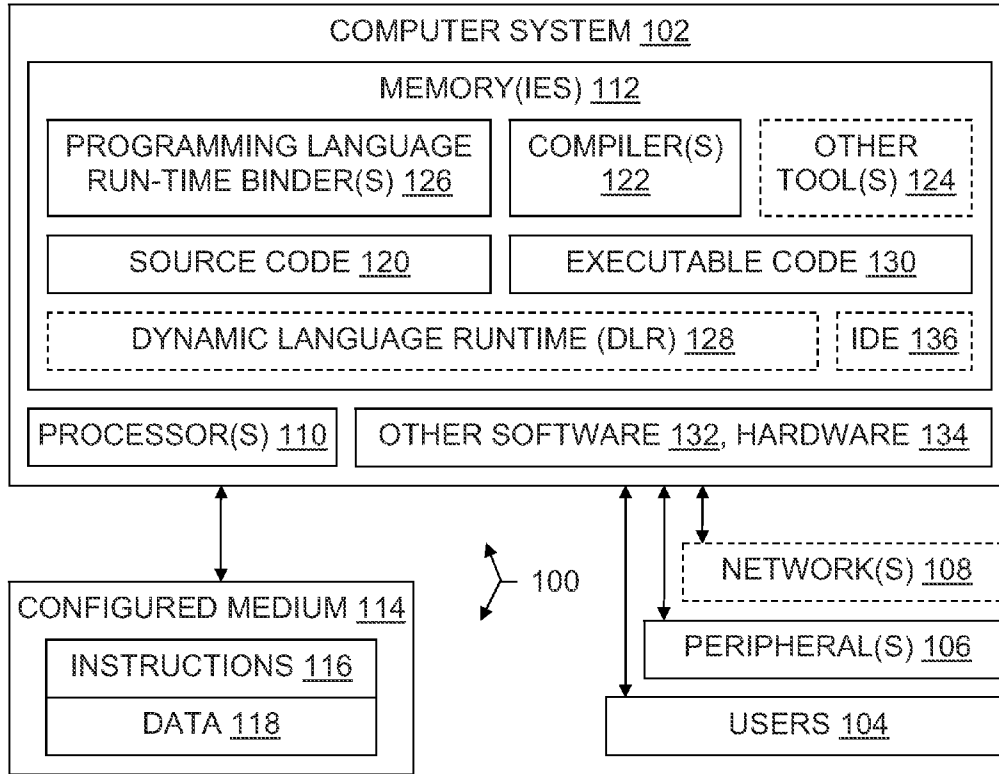 COMPUTER SYSTEM 102
MEMORY(IES) 112
PROGRAMMING LANGUAGE
RUN-TIME BINDER(S) 126
COMPILER(S)
122
OTHER
TOOL(S) 124
SOURCE CODE 120
EXECUTABLE CODE 130
DYNAMIC LANGUAGE RUNTIME (DLR) 128
IDE 136
PROCESSOR(S) 110
OTHER SOFTWARE 132, HARDWARE 134
100
NETWORK(S) 108
CONFIGURED MEDIUM 114
INSTRUCTIONS 116
DATA 118
PERIPHERAL(S) 106
USERS 104